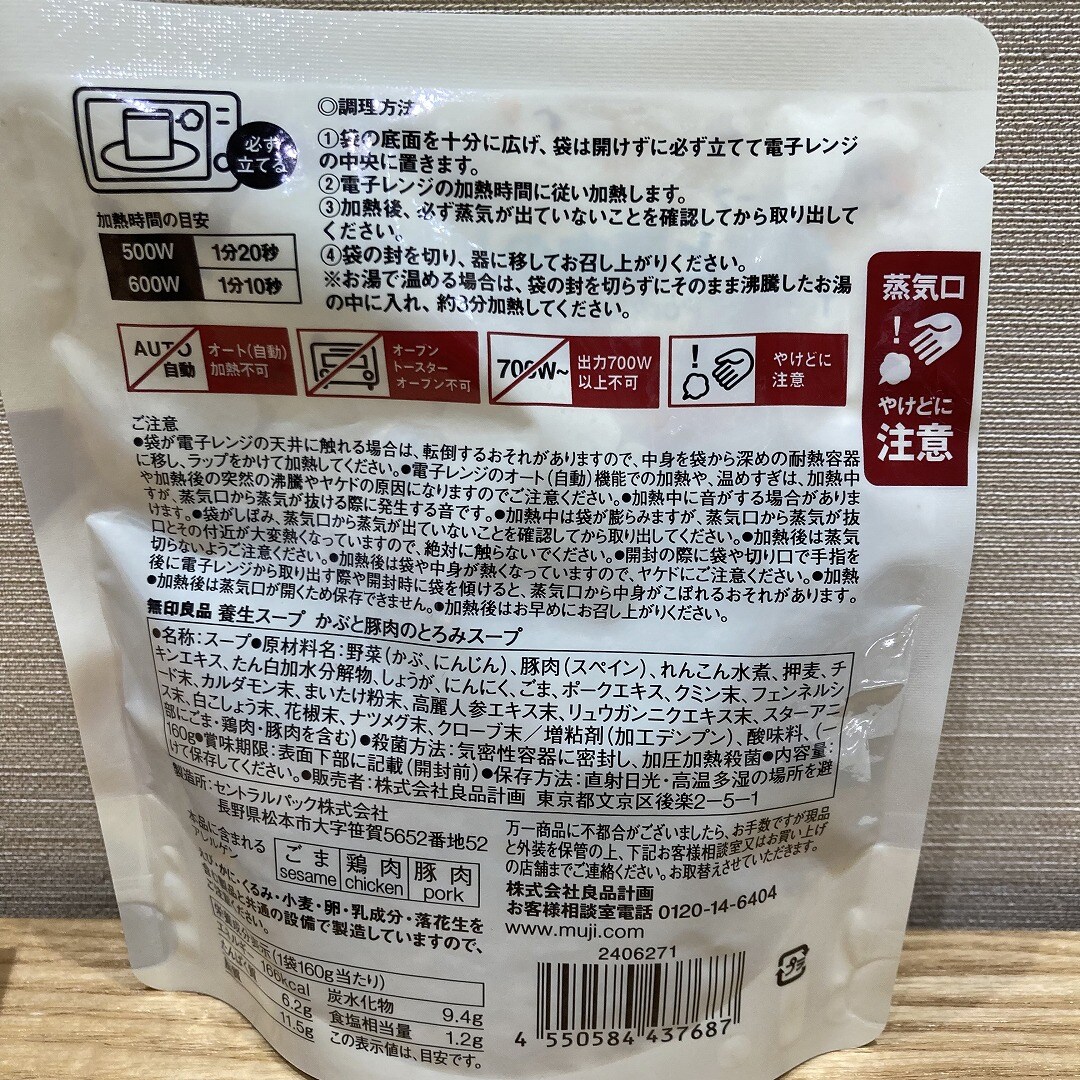 ◎調理方法
①袋の底面を十分に広げ、袋は開けずに必ず立てて電子レンジ
の中央に置きます。
②電子レンジの加熱時間に従い加熱します。
③加熱後、必ず蒸気が出ていないことを確認してから取り出して
ください。
④袋の封を切り、器に移してお召し上がりください。
※お湯で温める場合は、袋の封を切らずにそのまま沸騰したお湯
の中に入れ、約3分加熱してください。
必ず
立てる
加熱時間の目安
500W 1分20秒
600W 1分10秒
蒸気口
!
やけどに
注意
AUTO
自動
オート(自動)
加熱不可
オーブン
トースター
オーブン不可
700W~
出力700W
以上不可
!
やけどに
注意
ご注意
●袋が電子レンジの天井に触れる場合は、転倒するおそれがありますので、中身を袋から深めの耐熱容器
に移し、ラップをかけて加熱してください。●電子レンジのオート(自動)機能での加熱や、温めすぎは、加熱中
や加熱後の突然の沸騰やヤケドの原因になりますのでご注意ください。●加熱中に音がする場合がありま
すが、蒸気口から蒸気が抜ける際に発生する音です。●加熱中は袋が膨らみますが、蒸気口から蒸気が抜
けます。●袋がしぼみ、蒸気口から蒸気が出ていないことを確認してから取り出してください。●加熱後は蒸気
口とその付近が大変熱くなっていますので、絶対に触らないでください。●開封の際に袋や切り口で手指を
切らないようご注意ください。●加熱後は袋や中身が熱くなっていますので、ヤケドにご注意ください。●加熱
後に電子レンジから取り出す際や開封時に袋を傾けると、蒸気口から中身がこぼれるおそれがあります。
●加熱後は蒸気口が開くため保存できません。●加熱後はお早めにお召し上がりください。
無印良品 養生スープ かぶと豚肉のとろみスープ
●名称:スープ●原材料名:野菜(かぶ、にんじん)、豚肉(スペイン)、れんこん水煮、押麦、チ
キンエキス、たん白加水分解物、しょうが、にんにく、ごま、ポークエキス、クミン末、フェンネルシ
ード末、カルダモン末、まいたけ粉末、高麗人参エキス末、リュウガンニクエキス末、スターアニ
ス末、白こしょう末、花椒末、ナツメグ末、クローブ末/増粘剤(加工デンプン)、酸味料、(一
部にごま・鶏肉・豚肉を含む)●殺菌方法:気密性容器に密封し、加圧加熱殺菌●内容量:
160g●賞味期限:表面下部に記載(開封前)●保存方法:直射日光・高温多湿の場所を避
けて保存してください。●販売者:株式会社良品計画 東京都文京区後楽2-5-1
製造所:セントラルパック株式会社
長野県松本市大字笹賀5652番地52
本品に含まれる
アレルゲン
ごま 鶏肉 豚肉
sesame chicken pork
かに・くるみ・小麦・卵・乳成分・落花生を
共通の設備で製造していますので、
ください。
栄養成分表示(1袋160g当たり)
166kcal
6.2g
11.5g
炭水化物 9.4g
食塩相当量 1.2g
この表示値は、目安です。
万一商品に不都合がございましたら、お手数ですが現品
と外装を保管の上、下記お客様相談室又はお買い上げ
の店舗までご連絡ください。お取替えさせていただきます。
株式会社良品計画
お客様相談室電話 0120-14-6404
www.muji.com
2406271
4 550584 437687